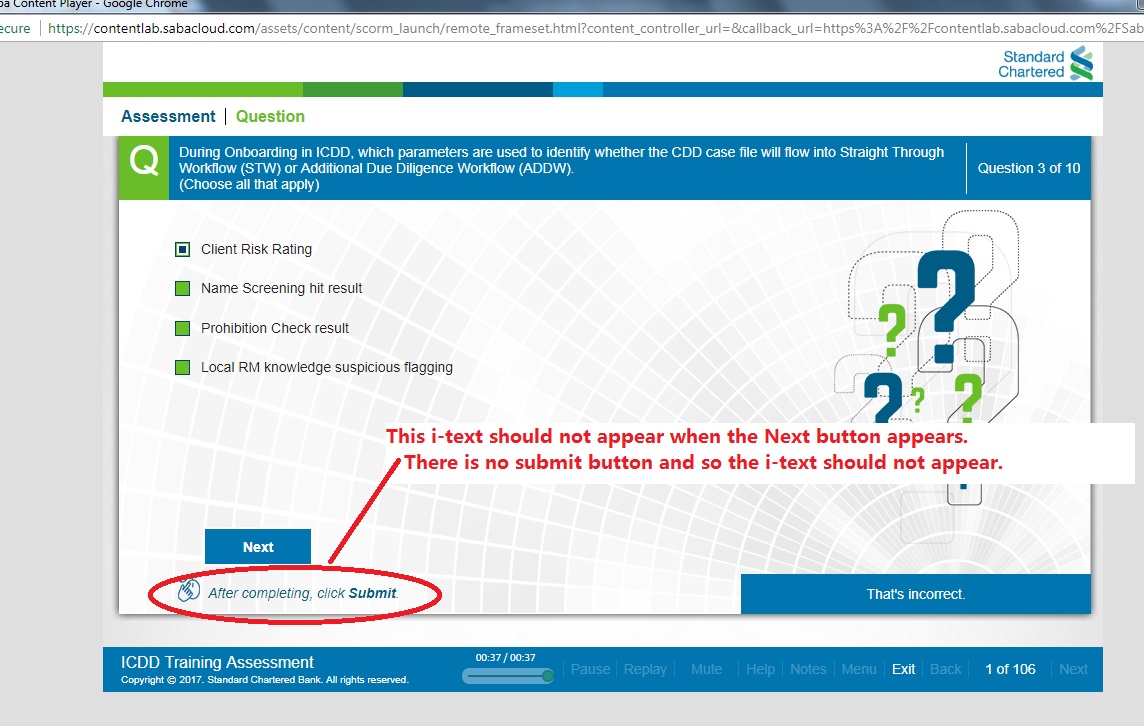 ba Content Player - Google Chrome
ecure | https://contentlab.sabacloud.com/assets/content/scorm_launch/remote_frameset.html?content_controller_url=&callback_url=https%3A%2F%2Fcontentlab.sabacloud.com%2FSab
Standard
Chartered
Assessment | Question
Q
During Onboarding in ICDD, which parameters are used to identify whether the CDD case file will flow into Straight Through
Workflow (STW) or Additional Due Diligence Workflow (ADDW).
(Choose all that apply)
Question 3 of 10
Client Risk Rating
Name Screening hit result
Prohibition Check result
Local RM knowledge suspicious flagging
This i-text should not appear when the Next button appears.
There is no submit button and so the i-text should not appear.
Next
After completing, click Submit.
That's incorrect.
ICDD Training Assessment
Copyright © 2017. Standard Chartered Bank. All rights reserved.
00:37 / 00:37
Pause | Replay | Mute | Help | Notes | Menu | Exit | Back | 1 of 106 | Next